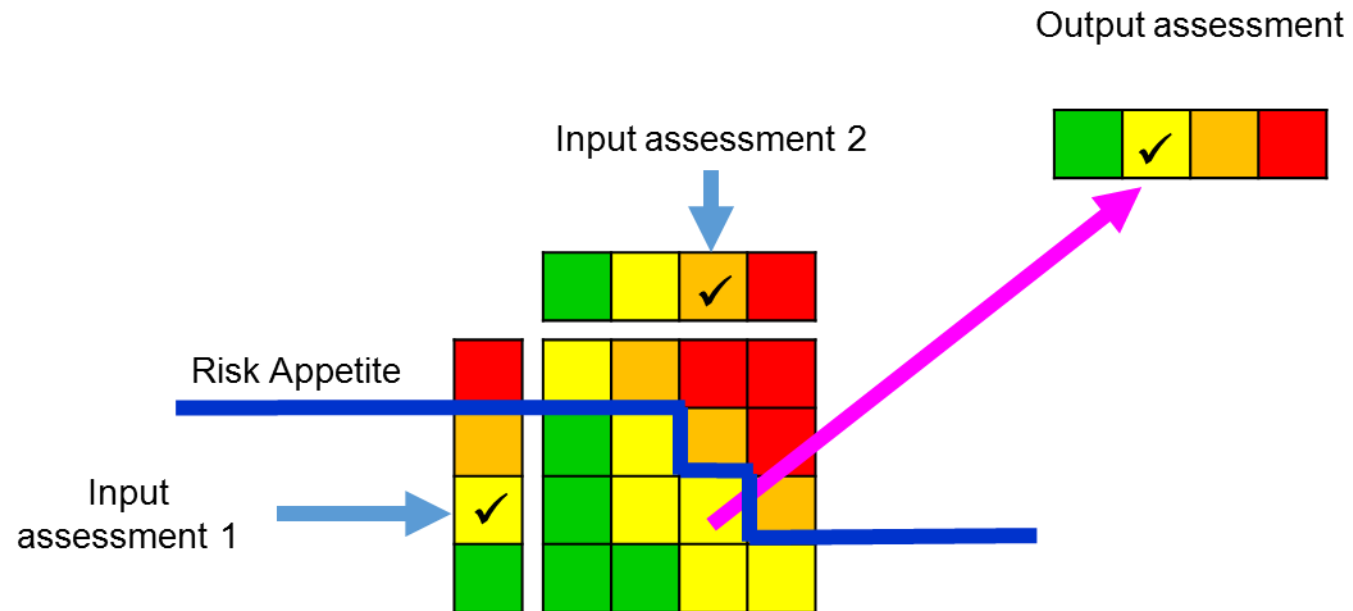 Output assessment
Input assessment 2
Risk Appetite
Input
assessment 1